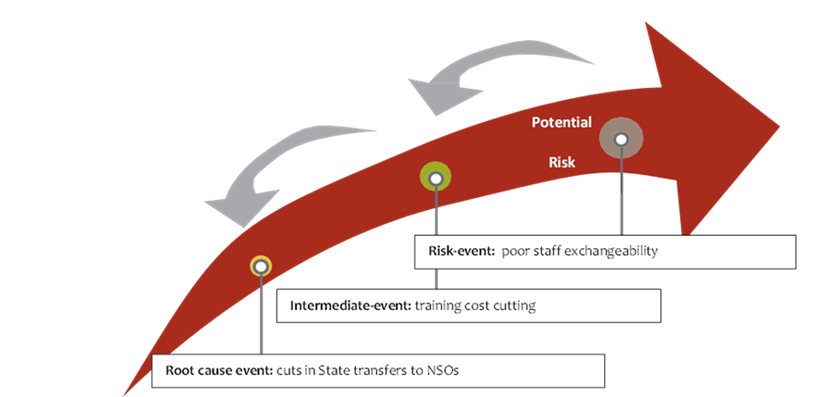 Potential
Risk
Risk-event: poor staff exchangeability
Intermediate-event: training cost cutting
Root cause event: cuts in State transfers to NSOs